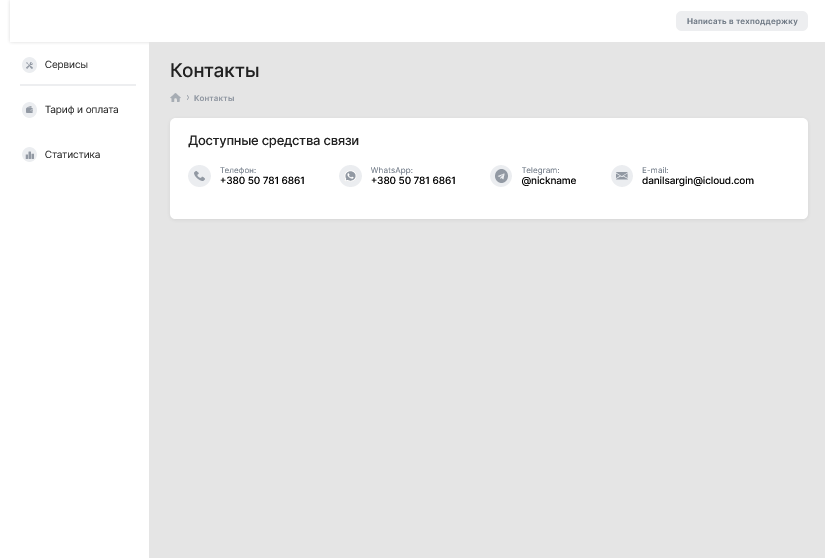 Написать в техподдержку
Сервисы
Тариф и оплата
Статистика
Контакты
Контакты
Доступные средства связи
Телефон:
+380 50 781 6861
WhatsApp:
+380 50 781 6861
Telegram:
@nickname
E-mail:
danilsargin@icloud.com